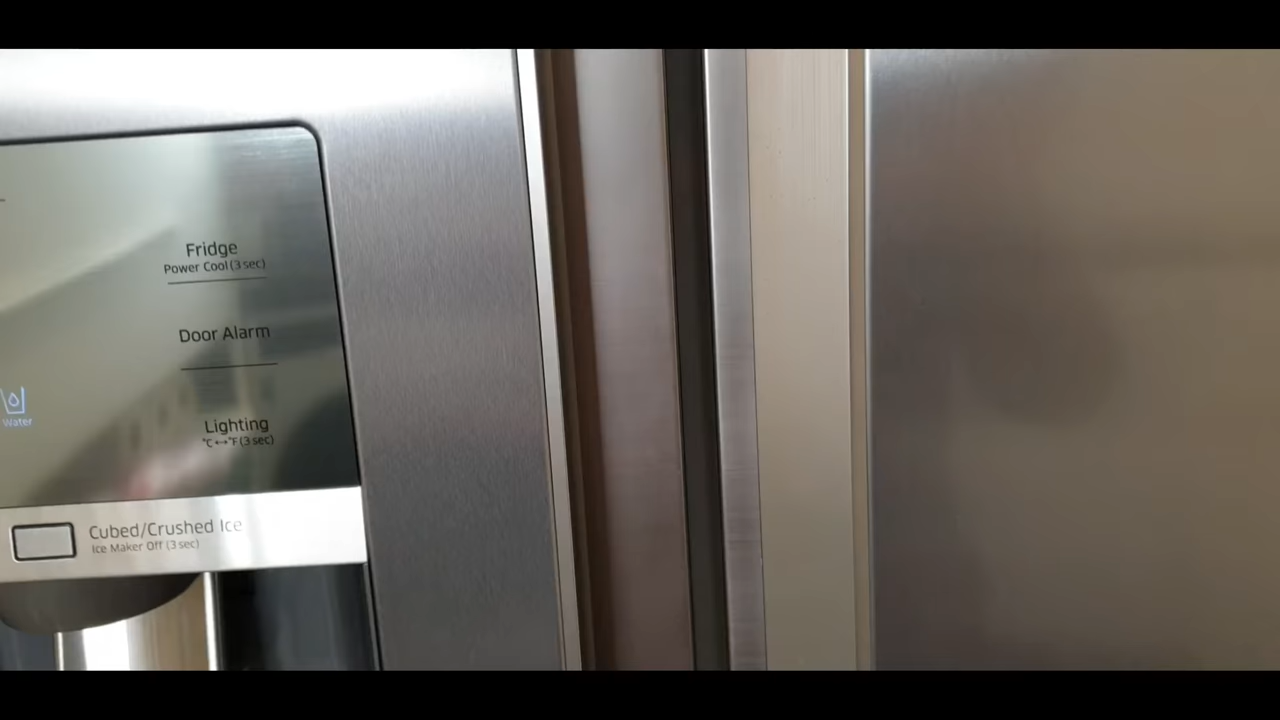 Fridge
Power Cool (3 sec)
Door Alarm
Water
Lighting
°C↔°F (3 sec)
Cubed/Crushed Ice
Ice Maker Off (3 sec)